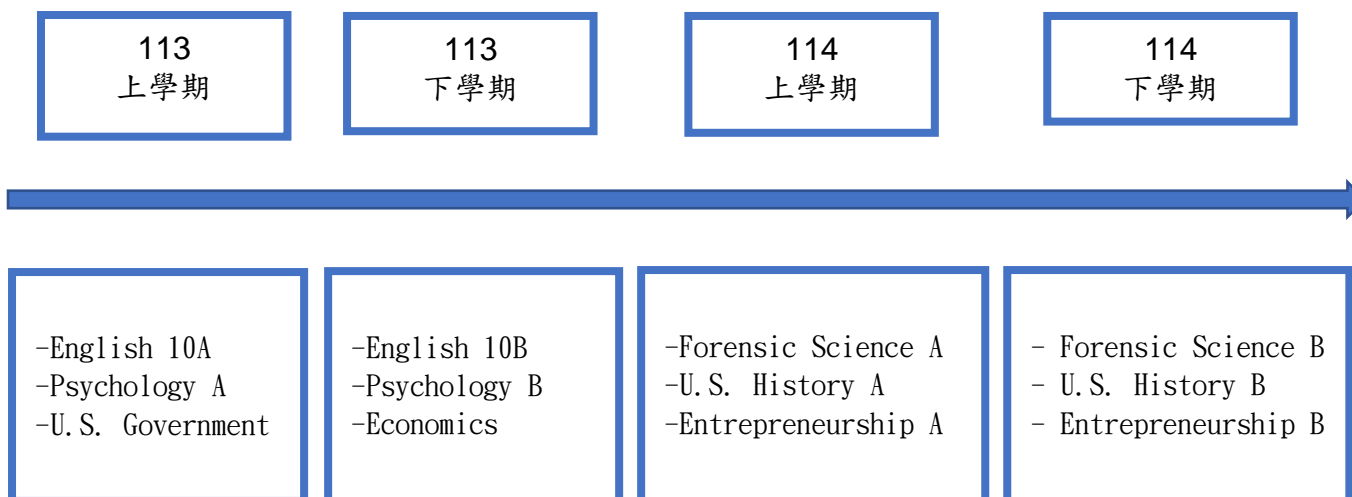 113
上學期
113
下學期
114
上學期
114
下學期
-English 10A
-Psychology A
-U.S. Government
-English 10B
-Psychology B
-Economics
-Forensic Science A
-U.S. History A
-Entrepreneurship A
- Forensic Science B
- U.S. History B
- Entrepreneurship B